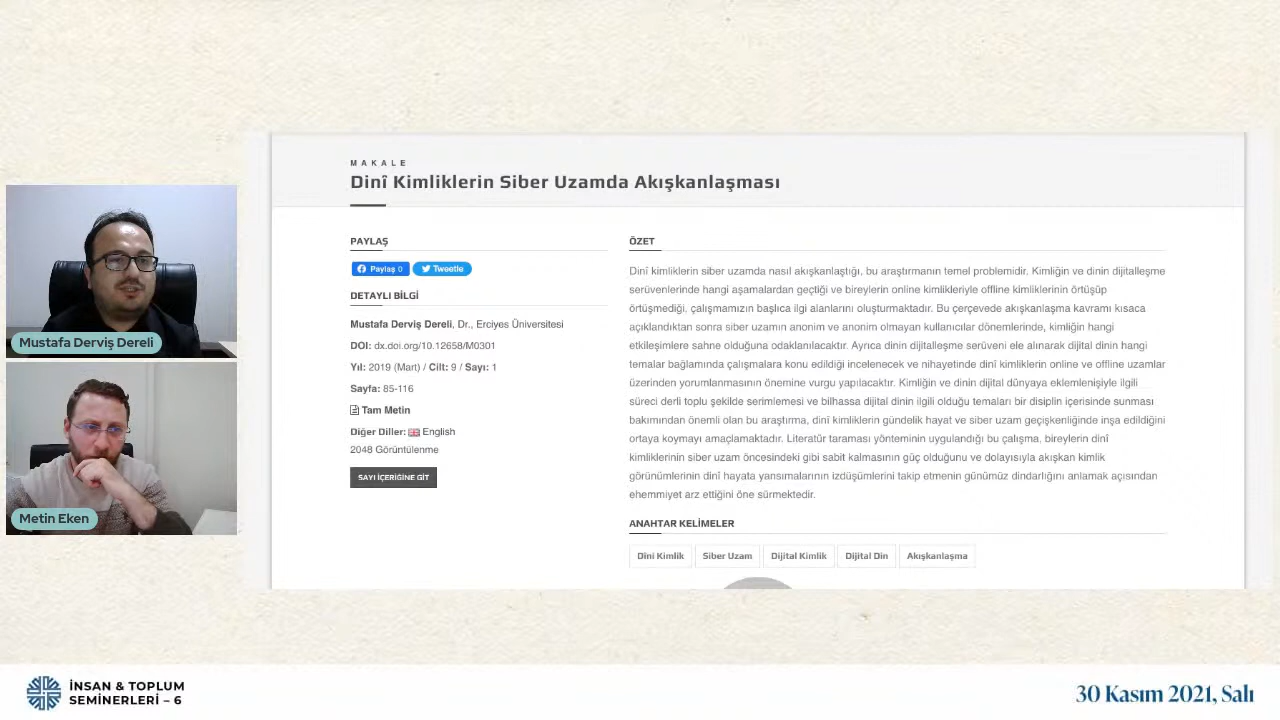 MAKALE
Dinî Kimliklerin Siber Uzamda Akışkanlaşması
PAYLAŞ
Paylaş 0
Tweetle
DETAYLI BİLGİ
Mustafa Derviş Dereli, Dr., Erciyes Üniversitesi
DOI: dx.doi.org/10.12658/M0301
Yıl: 2019 (Mart) / Cilt: 9 / Sayı: 1
Sayfa: 85-116
Tam Metin
Diğer Diller: English
2048 Görüntülenme
SAYI İÇERİĞİNE GİT
ÖZET
Dinî kimliklerin siber uzamda nasıl akışkanlaştığı, bu araştırmanın temel problemidir. Kimliğin ve dinin dijitalleşme
serüvenlerinde hangi aşamalardan geçtiği ve bireylerin online kimlikleriyle offline kimliklerinin örtüşüp
örtüşmediği, çalışmamızın başlıca ilgi alanlarını oluşturmaktadır. Bu çerçevede akışkanlaşma kavramı kısaca
açıklandıktan sonra siber uzamın anonim ve anonim olmayan kullanıcılar dönemlerinde, kimliğin hangi
etkileşimlere sahne olduğuna odaklanılacaktır. Ayrıca dinin dijitalleşme serüveni ele alınarak dijital dinin hangi
temalar bağlamında çalışmalara konu edildiği incelenecek ve nihayetinde dinî kimliklerin online ve offline uzamlar
üzerinden yorumlanmasının önemine vurgu yapılacaktır. Kimliğin ve dinin dijital dünyaya eklemlenişiyle ilgili
süreci derli toplu şekilde serimlemesi ve bilhassa dijital dinin ilgili olduğu temaları bir disiplin içerisinde sunması
bakımından önemli olan bu araştırma, dinî kimliklerin gündelik hayat ve siber uzam geçişkenliğinde inşa edildiğini
ortaya koymayı amaçlamaktadır. Literatür taraması yönteminin uygulandığı bu çalışma, bireylerin dinî
kimliklerinin siber uzam öncesindeki gibi sabit kalmasının güç olduğunu ve dolayısıyla akışkan kimlik
görünümlerinin dinî hayata yansımalarının izdüşümlerini takip etmenin günümüz dindarlığını anlamak açısından
ehemmiyet arz ettiğini öne sürmektedir.
ANAHTAR KELİMELER
Dini Kimlik
Siber Uzam
Dijital Kimlik
Dijital Din
Akışkanlaşma
Mustafa Derviş Dereli
Metin Eken
İNSAN & TOPLUM
SEMİNERLERİ – 6
30 Kasım 2021, Salı